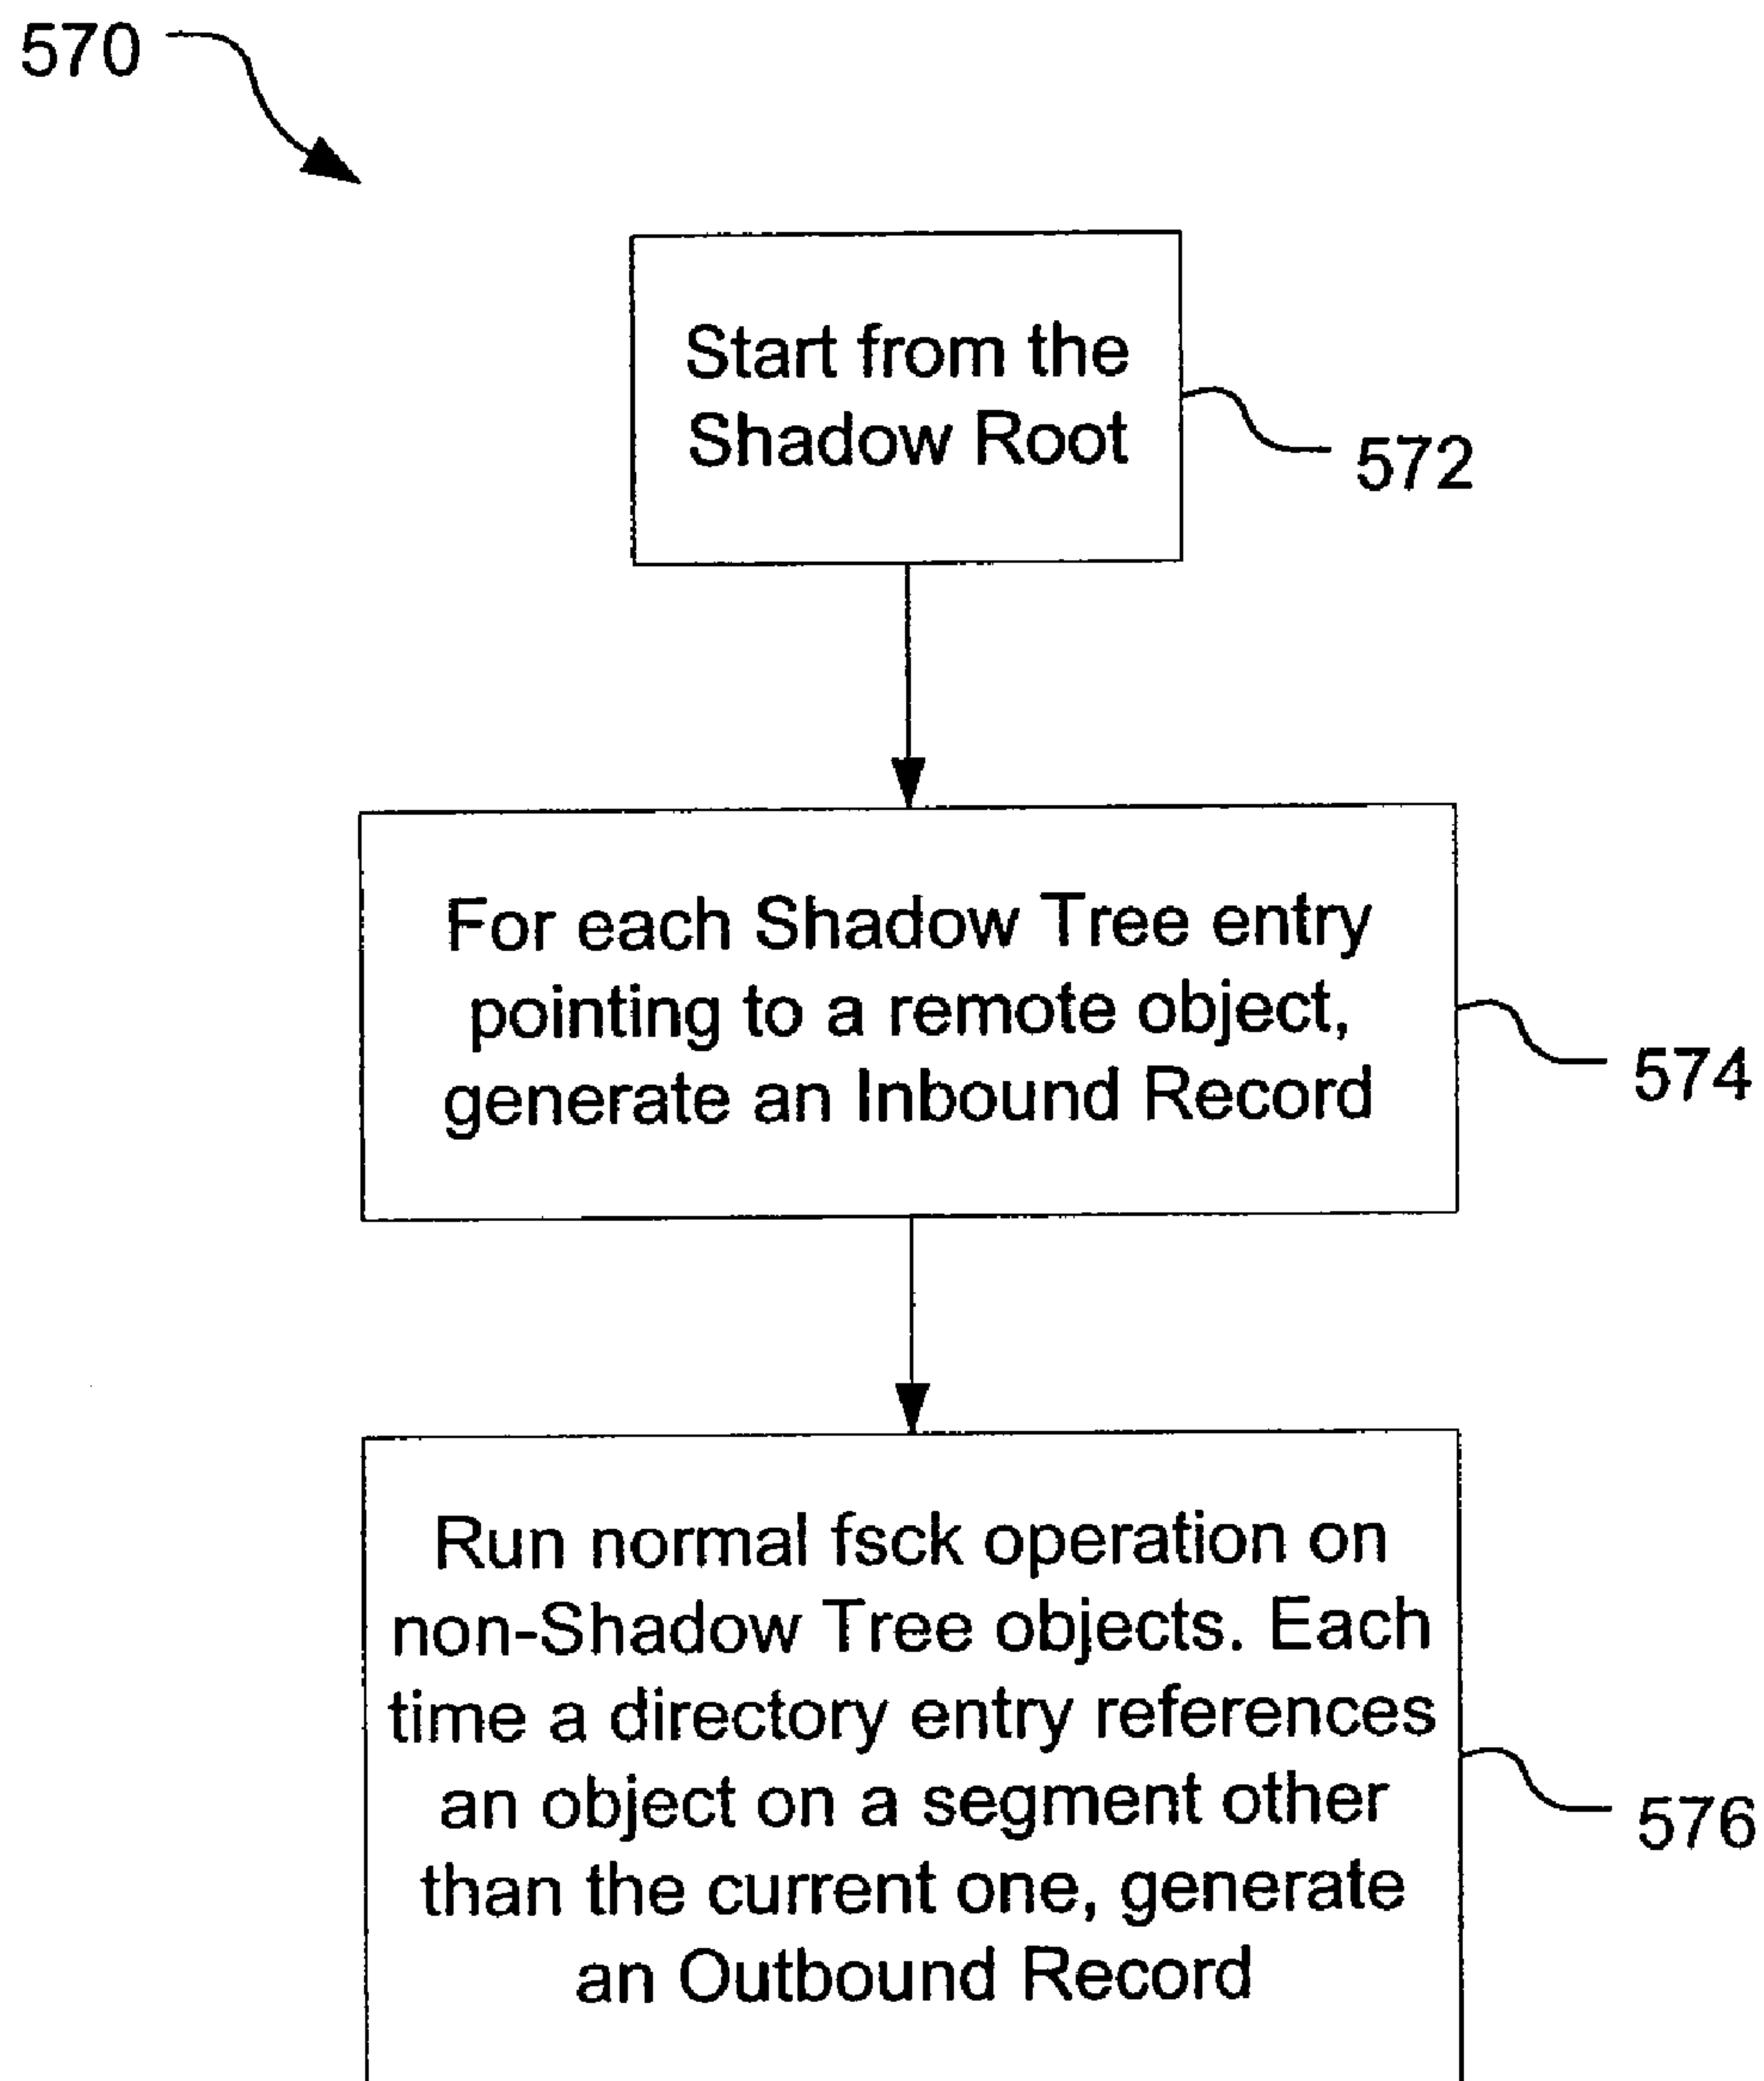 570
Start from the
Shadow Root
572
For each Shadow Tree entry
pointing to a remote object,
generate an Inbound Record
574
Run normal fsck operation on
non-Shadow Tree objects. Each
time a directory entry references
an object on a segment other
than the current one, generate
an Outbound Record
576